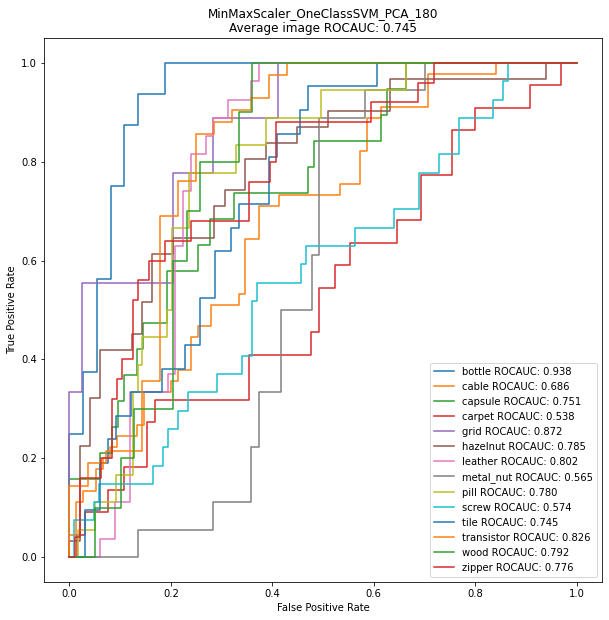 MinMaxScaler_OneClassSVM_PCA_180
Average image ROCAUC: 0.745
True Positive Rate
1.0
0.8
0.6
0.4
0.2
0.0
bottle ROCAUC: 0.938
cable ROCAUC: 0.686
capsule ROCAUC: 0.751
carpet ROCAUC: 0.538
grid ROCAUC: 0.872
hazelnut ROCAUC: 0.785
leather ROCAUC: 0.802
metal_nut ROCAUC: 0.565
pill ROCAUC: 0.780
screw ROCAUC: 0.574
tile ROCAUC: 0.745
transistor ROCAUC: 0.826
wood ROCAUC: 0.792
zipper ROCAUC: 0.776
0.0 0.2 0.4 0.6 0.8 1.0
False Positive Rate